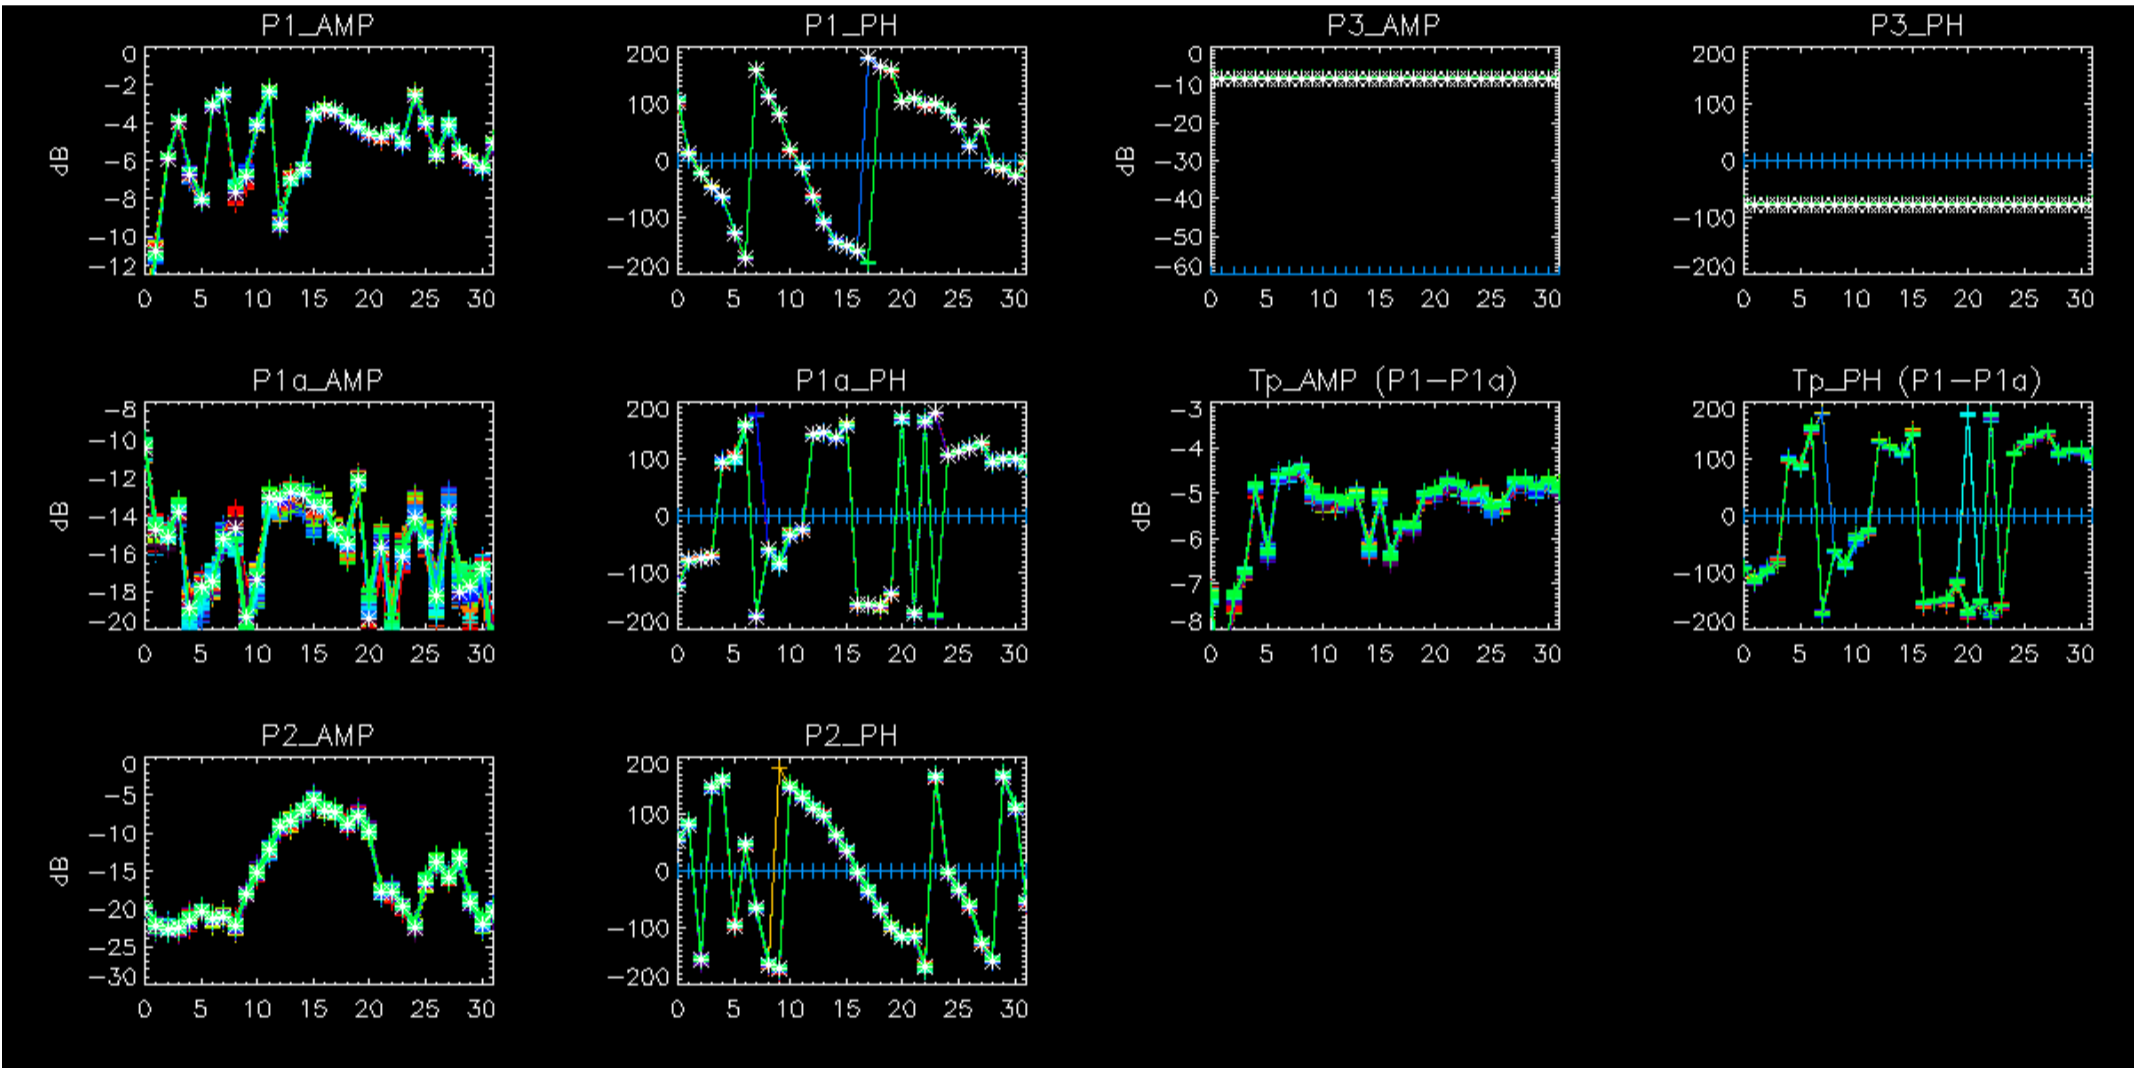 P1_AMP
0
−2
−4
−6
−8
−10
−12
dB
0 5 10 15 20 25 30
P1_PH
200
100
0
−100
−200
0 5 10 15 20 25 30
P3_AMP
0
−10
−20
−30
−40
−50
−60
dB
0 5 10 15 20 25 30
P3_PH
200
100
0
−100
−200
0 5 10 15 20 25 30
P1a_AMP
−8
−10
−12
−14
−16
−18
−20
dB
0 5 10 15 20 25 30
P1a_PH
200
100
0
−100
−200
0 5 10 15 20 25 30
Tp_AMP (P1−P1a)
−3
−4
−5
−6
−7
−8
dB
0 5 10 15 20 25 30
Tp_PH (P1−P1a)
200
100
0
−100
−200
0 5 10 15 20 25 30
P2_AMP
0
−5
−10
−15
−20
−25
−30
dB
0 5 10 15 20 25 30
P2_PH
200
100
0
−100
−200
0 5 10 15 20 25 30